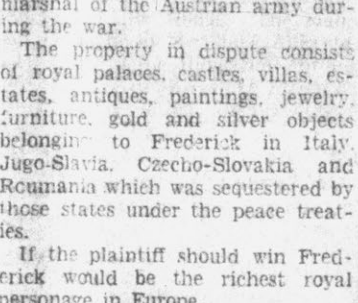 marshal of the Austrian army dur-
ing the war.
The property in dispute consists
of royal palaces, castles, villas, es-
tates, antiques, paintings, jewelry,
furniture, gold and silver objects
belonging to Frederick in Italy,
Jugo-Slavia, Czecho-Slovakia and
Roumania which was sequestered by
those states under the peace treat-
ies.
If the plaintiff should win Fred-
erick would be the richest royal
personage in Europe.